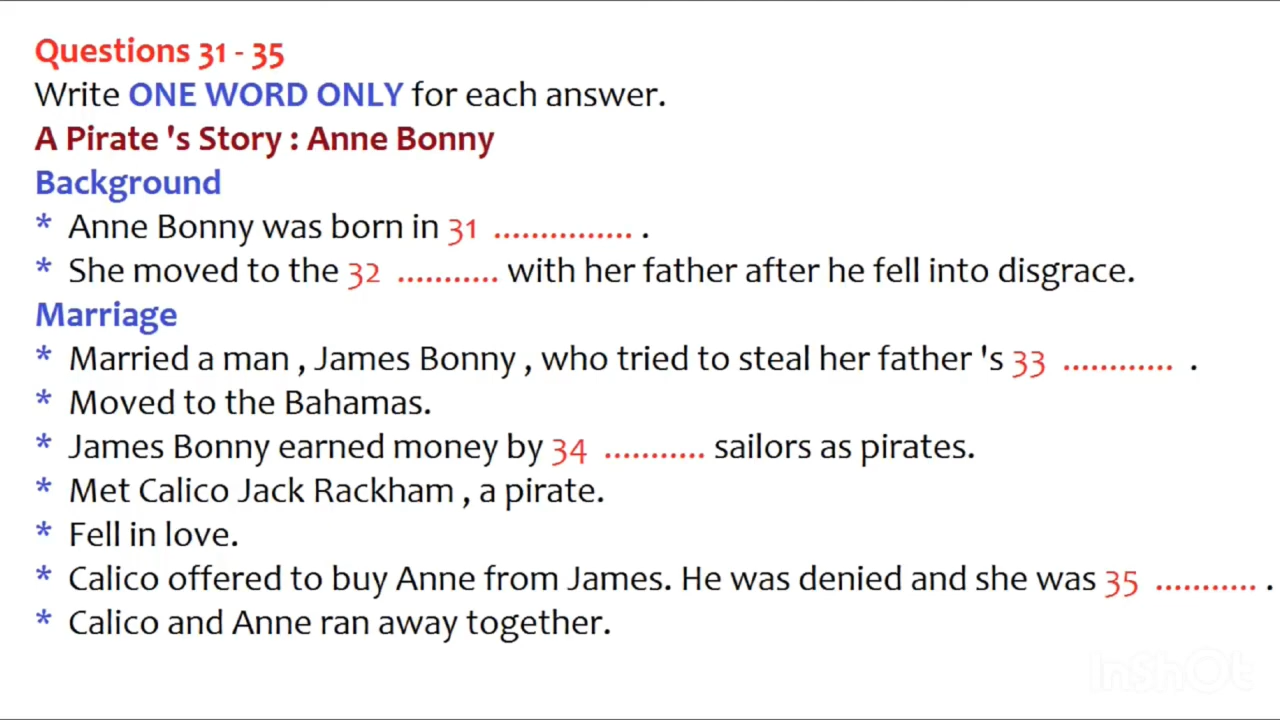 Questions 31 - 35
Write ONE WORD ONLY for each answer.
A Pirate 's Story : Anne Bonny
Background
* Anne Bonny was born in 31 ............... .
* She moved to the 32 ........... with her father after he fell into disgrace.
Marriage
* Married a man , James Bonny , who tried to steal her father 's 33 ............ .
* Moved to the Bahamas.
* James Bonny earned money by 34 ........... sailors as pirates.
* Met Calico Jack Rackham , a pirate.
* Fell in love.
* Calico offered to buy Anne from James. He was denied and she was 35 ........... .
* Calico and Anne ran away together.
InShOt